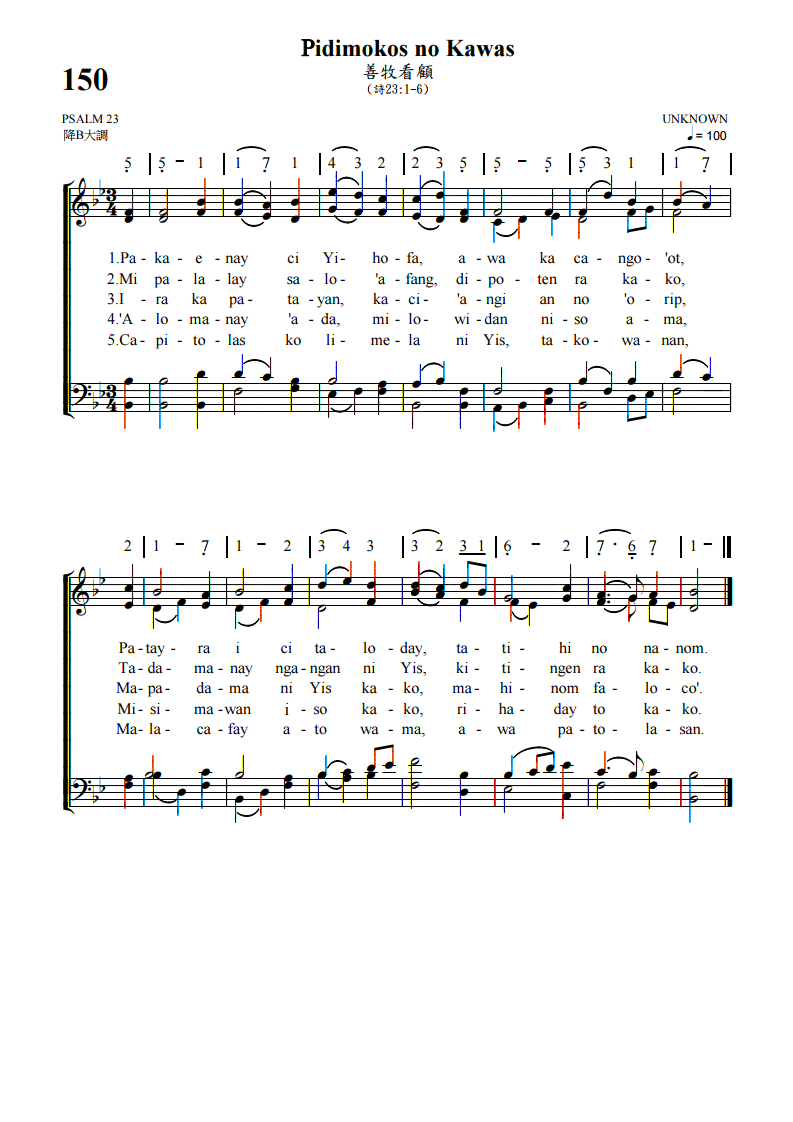 Pidimokos no Kawas
善牧看顧
150
(詩23:1-6)
PSALM 23
UNKNOWN
降B大調
♩ = 100
5̣ | 5̣ - 1 | 1 7̣ 1 | 4 3 2 | 2 3 5̣ | 5̣ - 5̣ | 5̣ 3 1 | 1 7̣ |
3 4
1.Pa - ka - e - nay ci Yi - ho - fa, a - wa ka ca - ngo - 'ot,
2.Mi pa - la - lay sa - lo - 'a - fang, di - po - ten ra ka - ko,
3.I - ra ka pa - ta - yan, ka - ci - 'a - ngi an no 'o - rip,
4.'A - lo - ma - nay 'a - da, mi - lo - wi - dan ni - so a - ma,
5.Ca - pi - to - las ko li - me - la ni Yis, ta - ko - wa - nan,
3 4
2 | 1 - 7̣ | 1 - 2 | 3 4 3 | 3 2 3 1 | 6̣ - 2 | 7̣ · 6̣ 7̣ | 1 - ‖
Pa - tay - ra i ci ta - lo - day, ta - ti - hi no na - nom.
Ta - da - ma - nay nga - ngan ni Yis, ki - ti - ngen ra ka - ko.
Ma - pa - da - ma ni Yis ka - ko, ma - hi - nom fa - lo - co'.
Mi - si - ma - wan i - so ka - ko, ri - ha - day to ka - ko.
Ma - la - ca - fay a - to wa - ma, a - wa pa - to - la - san.